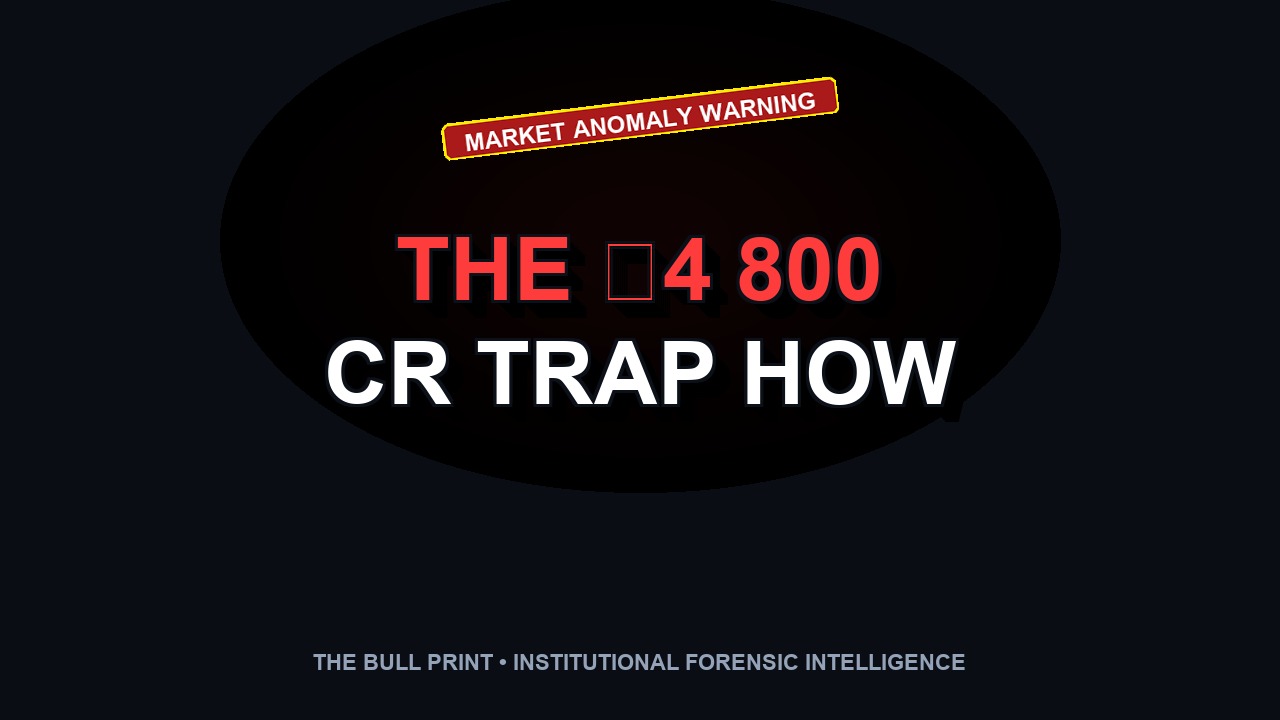 MARKET ANOMALY WARNING
THE □4 800
CR TRAP HOW
THE BULL PRINT • INSTITUTIONAL FORENSIC INTELLIGENCE